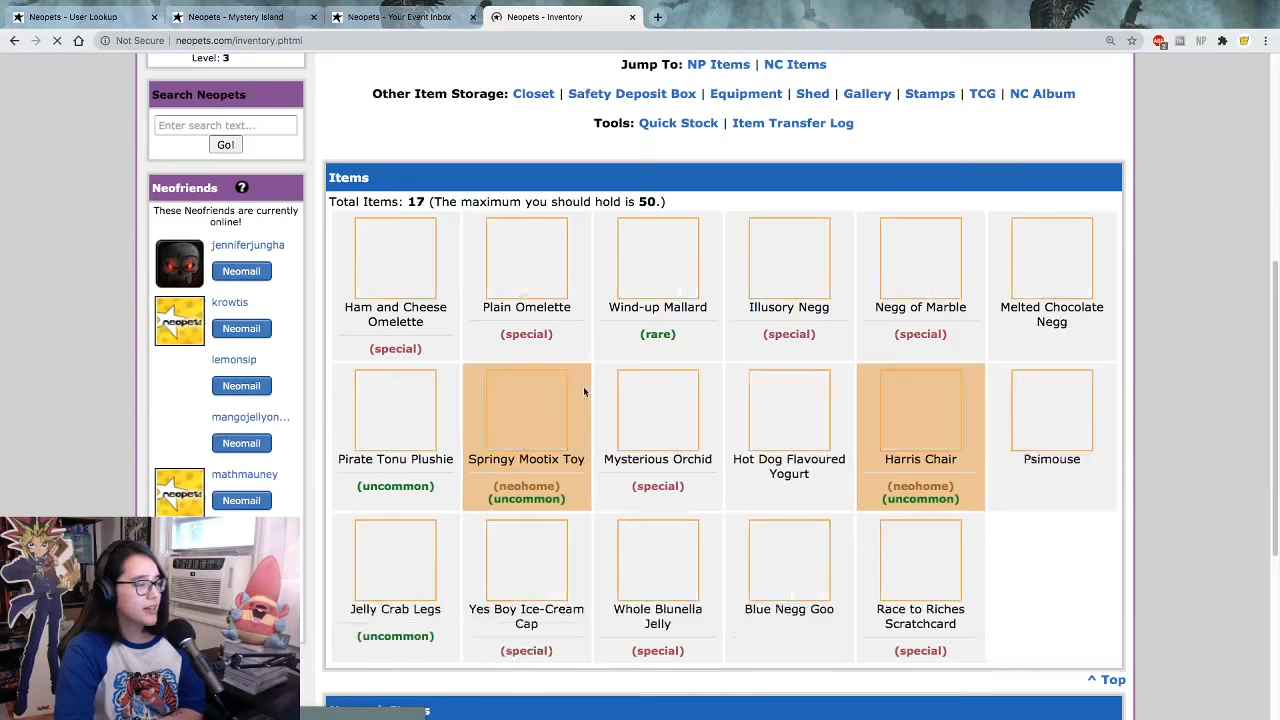 Neopets - User Lookup
Neopets - Mystery Island
Neopets - Your Event Inbox
Neopets - Inventory
Not Secure | neopets.com/inventory.phtml
Level: 3
Jump To: NP Items | NC Items
Search Neopets
Enter search text...
Go!
Other Item Storage: Closet | Safety Deposit Box | Equipment | Shed | Gallery | Stamps | TCG | NC Album
Tools: Quick Stock | Item Transfer Log
Neofriends ?
These Neofriends are currently
online!
jenniferjungha
Neomail
krowtis
Neomail
lemonsip
Neomail
mangojellyon...
Neomail
mathmauney
Neomail
neopets
neopets
Items
Total Items: 17 (The maximum you should hold is 50.)
Ham and Cheese
Omelette
(special)
Plain Omelette
(special)
Wind-up Mallard
(rare)
Illusory Negg
(special)
Negg of Marble
(special)
Melted Chocolate
Negg
Pirate Tonu Plushie
(uncommon)
Springy Mootix Toy
(neohome)
(uncommon)
Mysterious Orchid
(special)
Hot Dog Flavoured
Yogurt
Harris Chair
(neohome)
(uncommon)
Psimouse
Jelly Crab Legs
(uncommon)
Yes Boy Ice-Cream
Cap
(special)
Whole Blunella
Jelly
(special)
Blue Negg Goo
Race to Riches
Scratchcard
(special)
^ Top